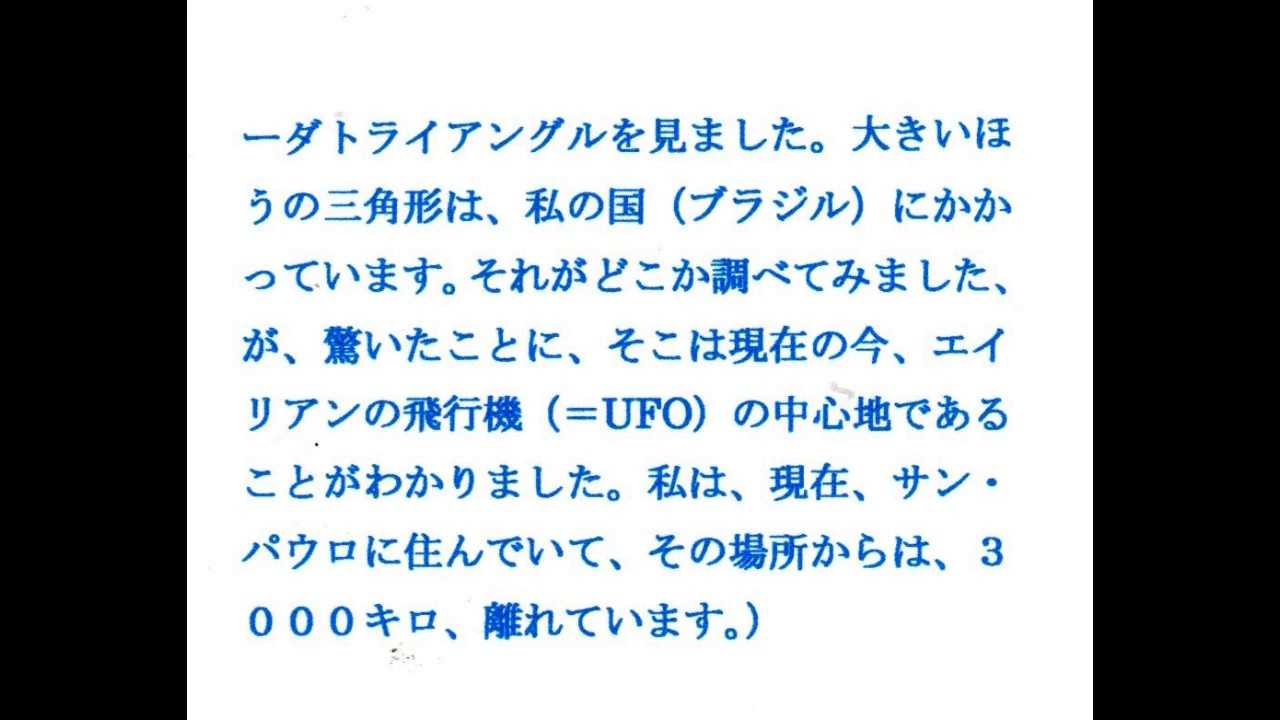 ーダトライアングルを見ました。大きいほ
うの三角形は、私の国（ブラジル）にかか
っています。それがどこか調べてみました、
が、驚いたことに、そこは現在の今、エイ
リアンの飛行機（＝UFO）の中心地である
ことがわかりました。私は、現在、サン・
パウロに住んでいて、その場所からは、３
０００キロ、離れています。）